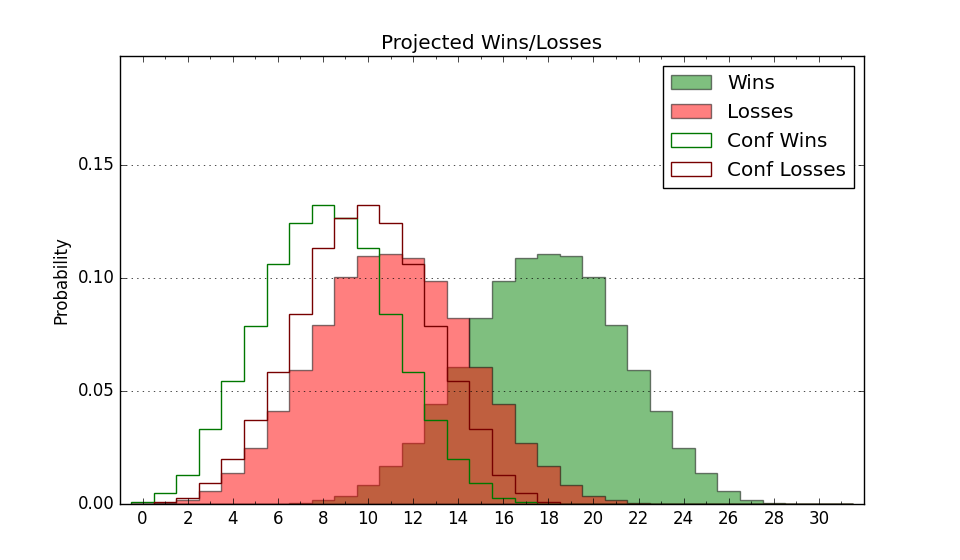 Projected Wins/Losses
Wins
Losses
Conf Wins
Conf Losses
Probability
0.15
0.10
0.05
0.00
0 2 4 6 8 10 12 14 16 18 20 22 24 26 28 30